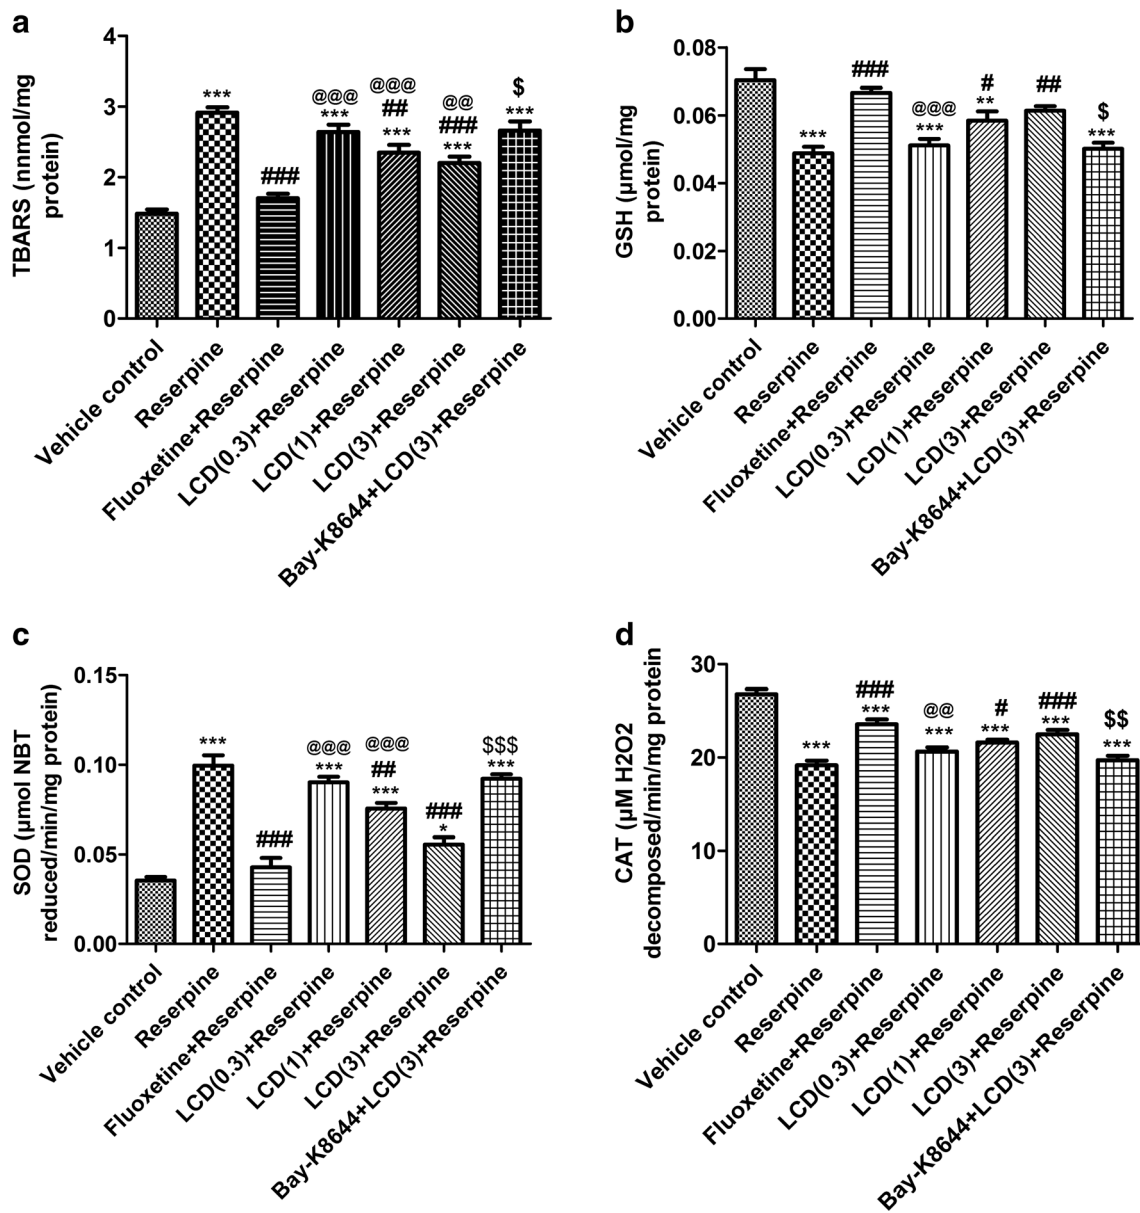 a
TBARS (nmol/mg
protein)
4
3
2
1
0
***
###
@@@
***
@@@
##
***
@@
###
***
$
***
Vehicle control
Reserpine
Fluoxetine+Reserpine
LCD(0.3)+Reserpine
LCD(1)+Reserpine
LCD(3)+Reserpine
Bay-K8644+LCD(3)+Reserpine
b
GSH (µmol/mg
protein)
0.08
0.06
0.04
0.02
0.00
***
###
@@@
***
#
**
##
$
***
Vehicle control
Reserpine
Fluoxetine+Reserpine
LCD(0.3)+Reserpine
LCD(1)+Reserpine
LCD(3)+Reserpine
Bay-K8644+LCD(3)+Reserpine
c
SOD (µmol NBT
reduced/min/mg protein)
0.15
0.10
0.05
0.00
***
###
@@@
***
@@@
##
***
###
*
$$$
***
Vehicle control
Reserpine
Fluoxetine+Reserpine
LCD(0.3)+Reserpine
LCD(1)+Reserpine
LCD(3)+Reserpine
Bay-K8644+LCD(3)+Reserpine
d
CAT (µM H2O2
decomposed/min/mg protein
30
20
10
0
***
###
***
@@
***
#
***
###
***
$$
***
Vehicle control
Reserpine
Fluoxetine+Reserpine
LCD(0.3)+Reserpine
LCD(1)+Reserpine
LCD(3)+Reserpine
Bay-K8644+LCD(3)+Reserpine